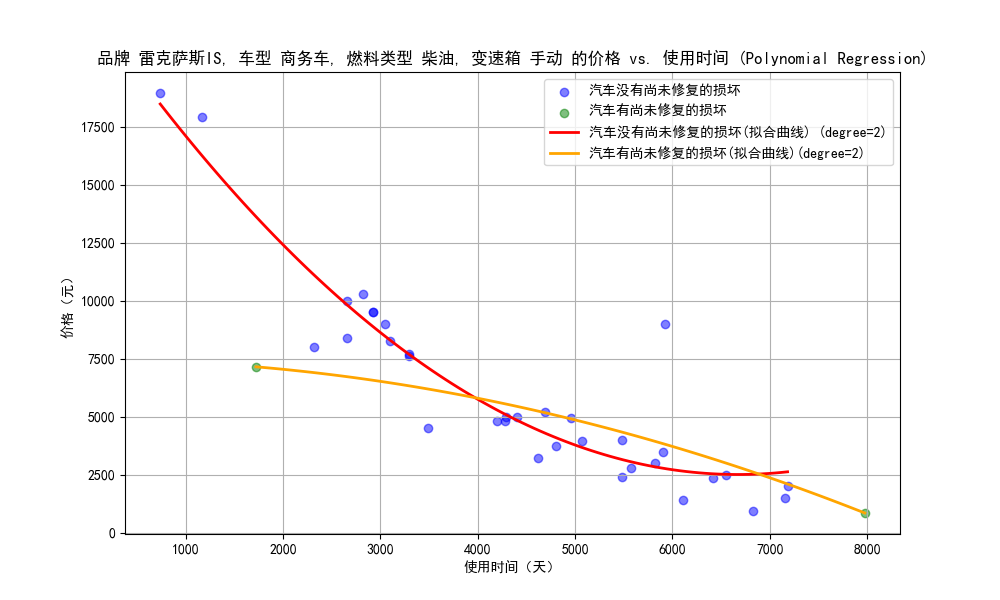 品牌 雷克萨斯IS, 车型 商务车, 燃料类型 柴油, 变速箱 手动 的价格 vs. 使用时间 (Polynomial Regression)
汽车没有尚未修复的损坏
汽车有尚未修复的损坏
汽车没有尚未修复的损坏(拟合曲线) (degree=2)
汽车有尚未修复的损坏(拟合曲线)(degree=2)
价格（元）
17500
15000
12500
10000
7500
5000
2500
0
1000 2000 3000 4000 5000 6000 7000 8000
使用时间（天）